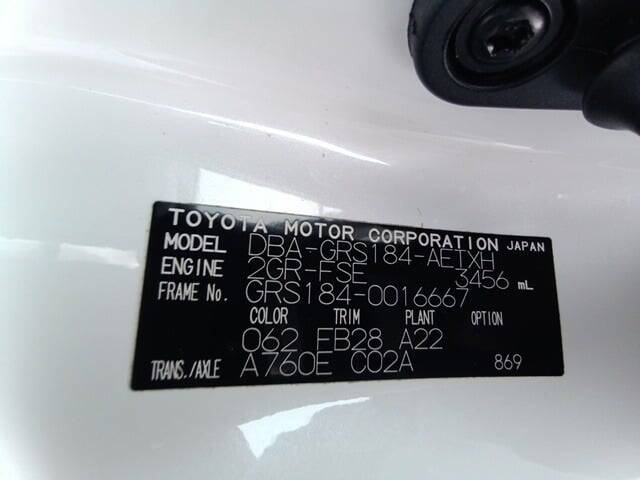 TOYOTA MOTOR CORPORATION JAPAN
MODEL DBA-GRS184-AETXH
ENGINE 2GR-FSE 3456 mL
FRAME No. GRS184-0016667
COLOR TRIM PLANT OPTION
062 FB28 A22
TRANS./AXLE A760E C02A 869